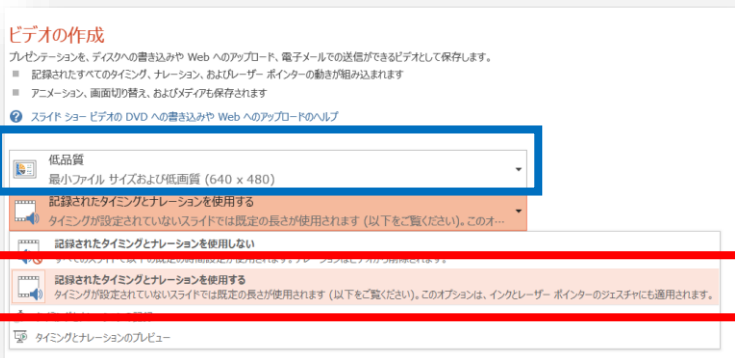 ビデオの作成
プレゼンテーションを、ディスクへの書き込みや Web へのアップロード、電子メールでの送信ができるビデオとして保存します。
記録されたすべてのタイミング、ナレーション、およびレーザー ポインターの動きが組み込まれます
アニメーション、画面切り替え、およびメディアも保存されます
スライド ショー ビデオの DVD への書き込みや Web へのアップロードのヘルプ
低品質
最小ファイル サイズおよび低画質 (640 x 480)
記録されたタイミングとナレーションを使用する
タイミングが設定されていないスライドでは既定の長さが使用されます (以下をご覧ください)。このオ…
記録されたタイミングとナレーションを使用しない
記録されたタイミングとナレーションを使用する
タイミングが設定されていないスライドでは既定の長さが使用されます (以下をご覧ください)。このオプションは、インクとレーザー ポインターのジェスチャにも適用されます。
タイミングとナレーションのプレビュー